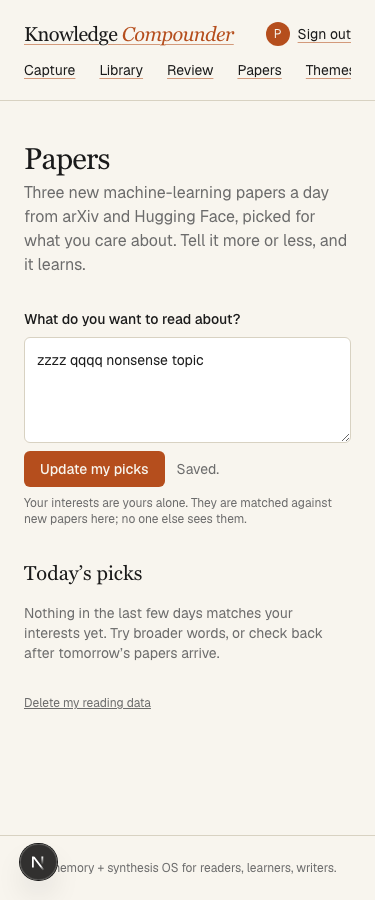 Knowledge Compounder
P Sign out
Capture Library Review Papers Themes
Papers
Three new machine-learning papers a day
from arXiv and Hugging Face, picked for
what you care about. Tell it more or less, and
it learns.
What do you want to read about?
zzzz qqqq nonsense topic
Update my picks Saved.
Your interests are yours alone. They are matched against
new papers here; no one else sees them.
Today’s picks
Nothing in the last few days matches your
interests yet. Try broader words, or check back
after tomorrow’s papers arrive.
Delete my reading data
N memory + synthesis OS for readers, learners, writers.